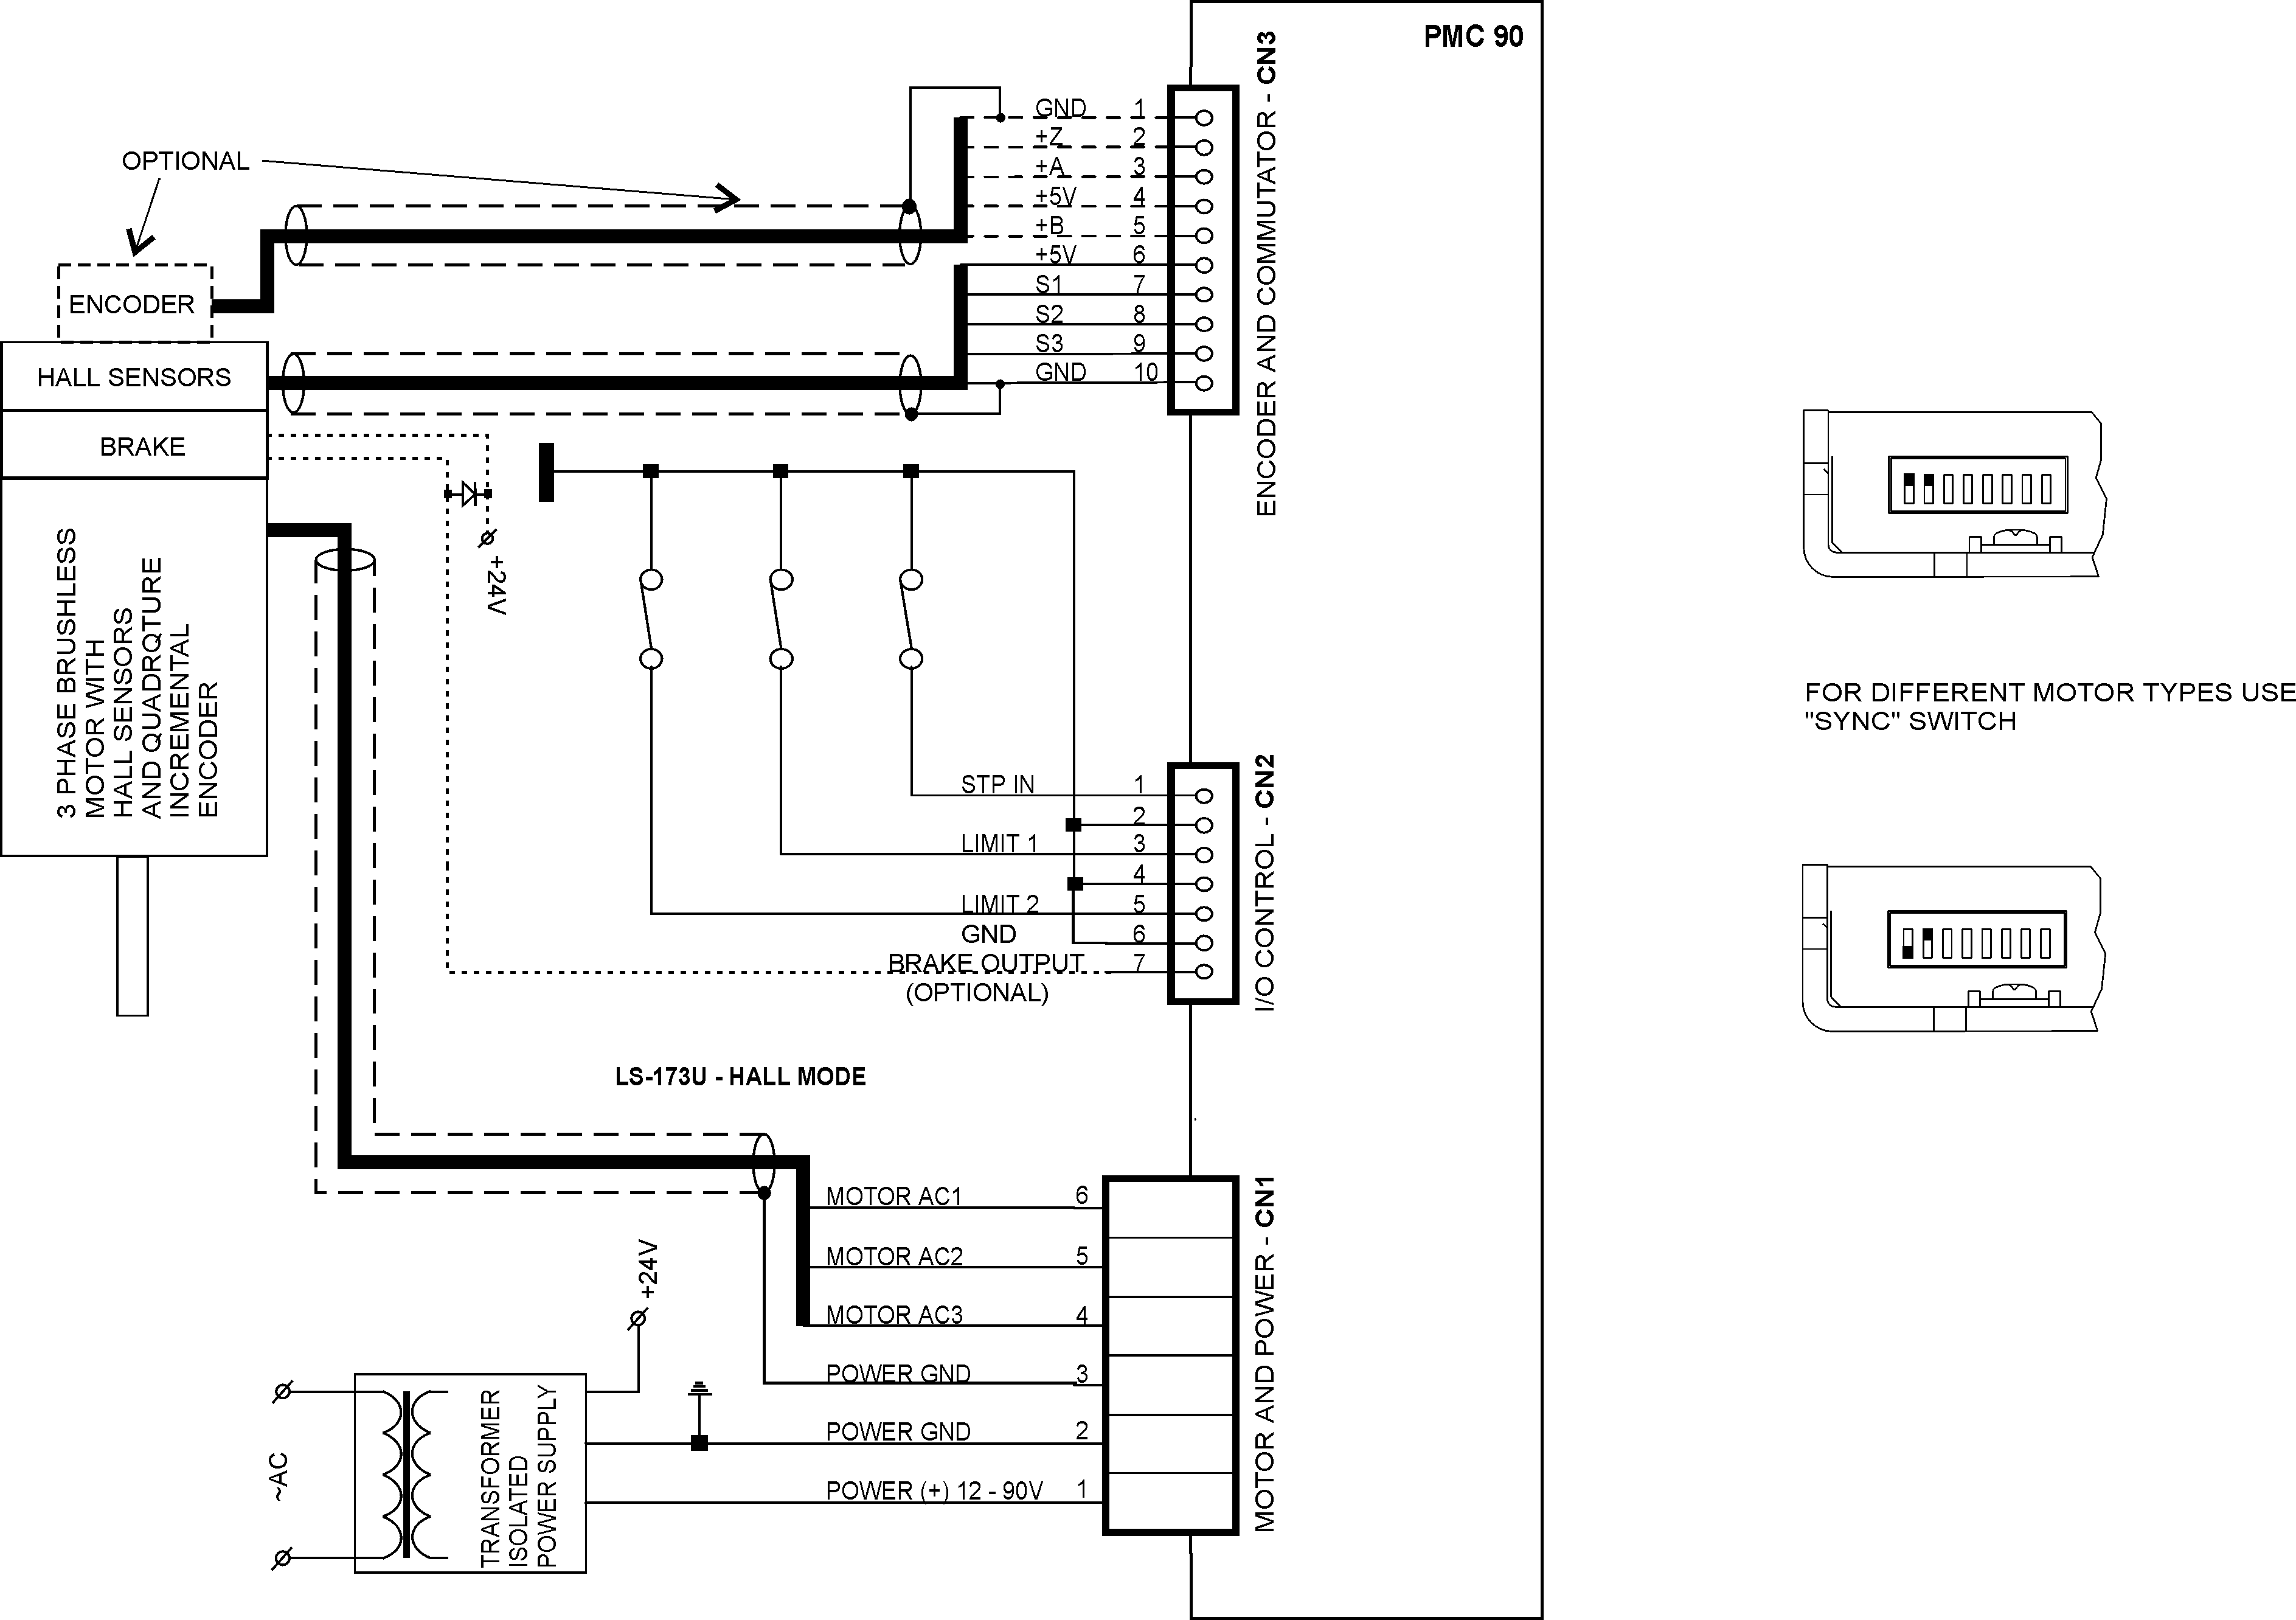 PMC 90
ENCODER AND COMMUTATOR - CN3
GND 1
+Z 2
+A 3
+5V 4
+B 5
+5V 6
S1 7
S2 8
S3 9
GND 10
OPTIONAL
ENCODER
HALL SENSORS
BRAKE
+24V
3 PHASE BRUSHLESS
MOTOR WITH
HALL SENSORS
AND QUADRQTURE
INCREMENTAL
ENCODER
FOR DIFFERENT MOTOR TYPES USE
"SYNC" SWITCH
I/O CONTROL - CN2
STP IN 1
2
LIMIT 1 3
4
LIMIT 2 5
GND 6
BRAKE OUTPUT 7
(OPTIONAL)
LS-173U - HALL MODE
MOTOR AND POWER - CN1
MOTOR AC1 6
MOTOR AC2 5
MOTOR AC3 4
POWER GND 3
POWER GND 2
POWER (+) 12 - 90V 1
+24V
~AC
TRANSFORMER
ISOLATED
POWER SUPPLY